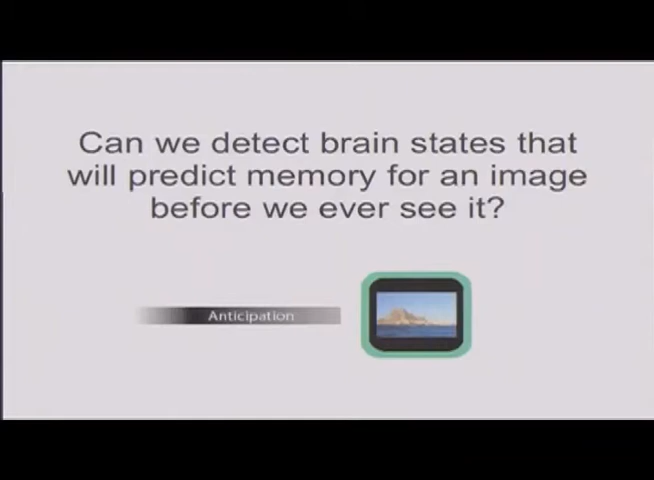 Can we detect brain states that
will predict memory for an image
before we ever see it?
Anticipation